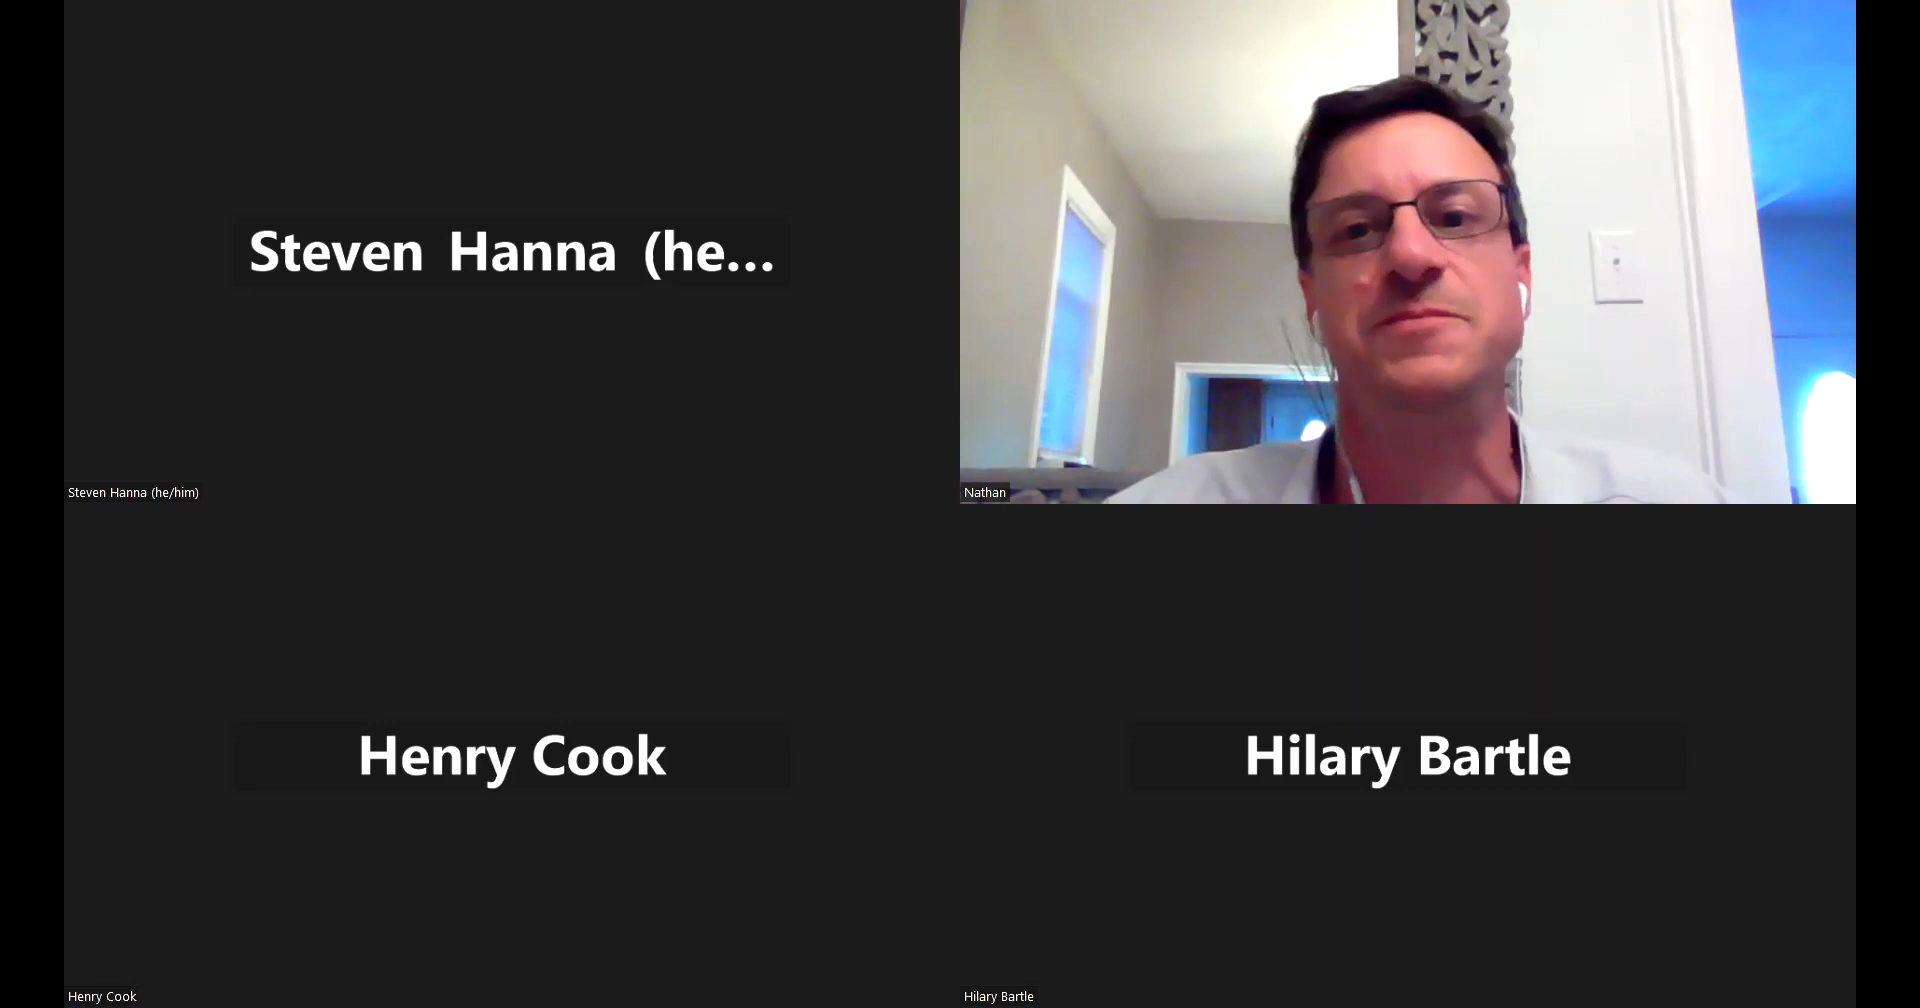 Steven Hanna (he...
Steven Hanna (he/him)
Nathan
Henry Cook
Hilary Bartle
Henry Cook
Hilary Bartle